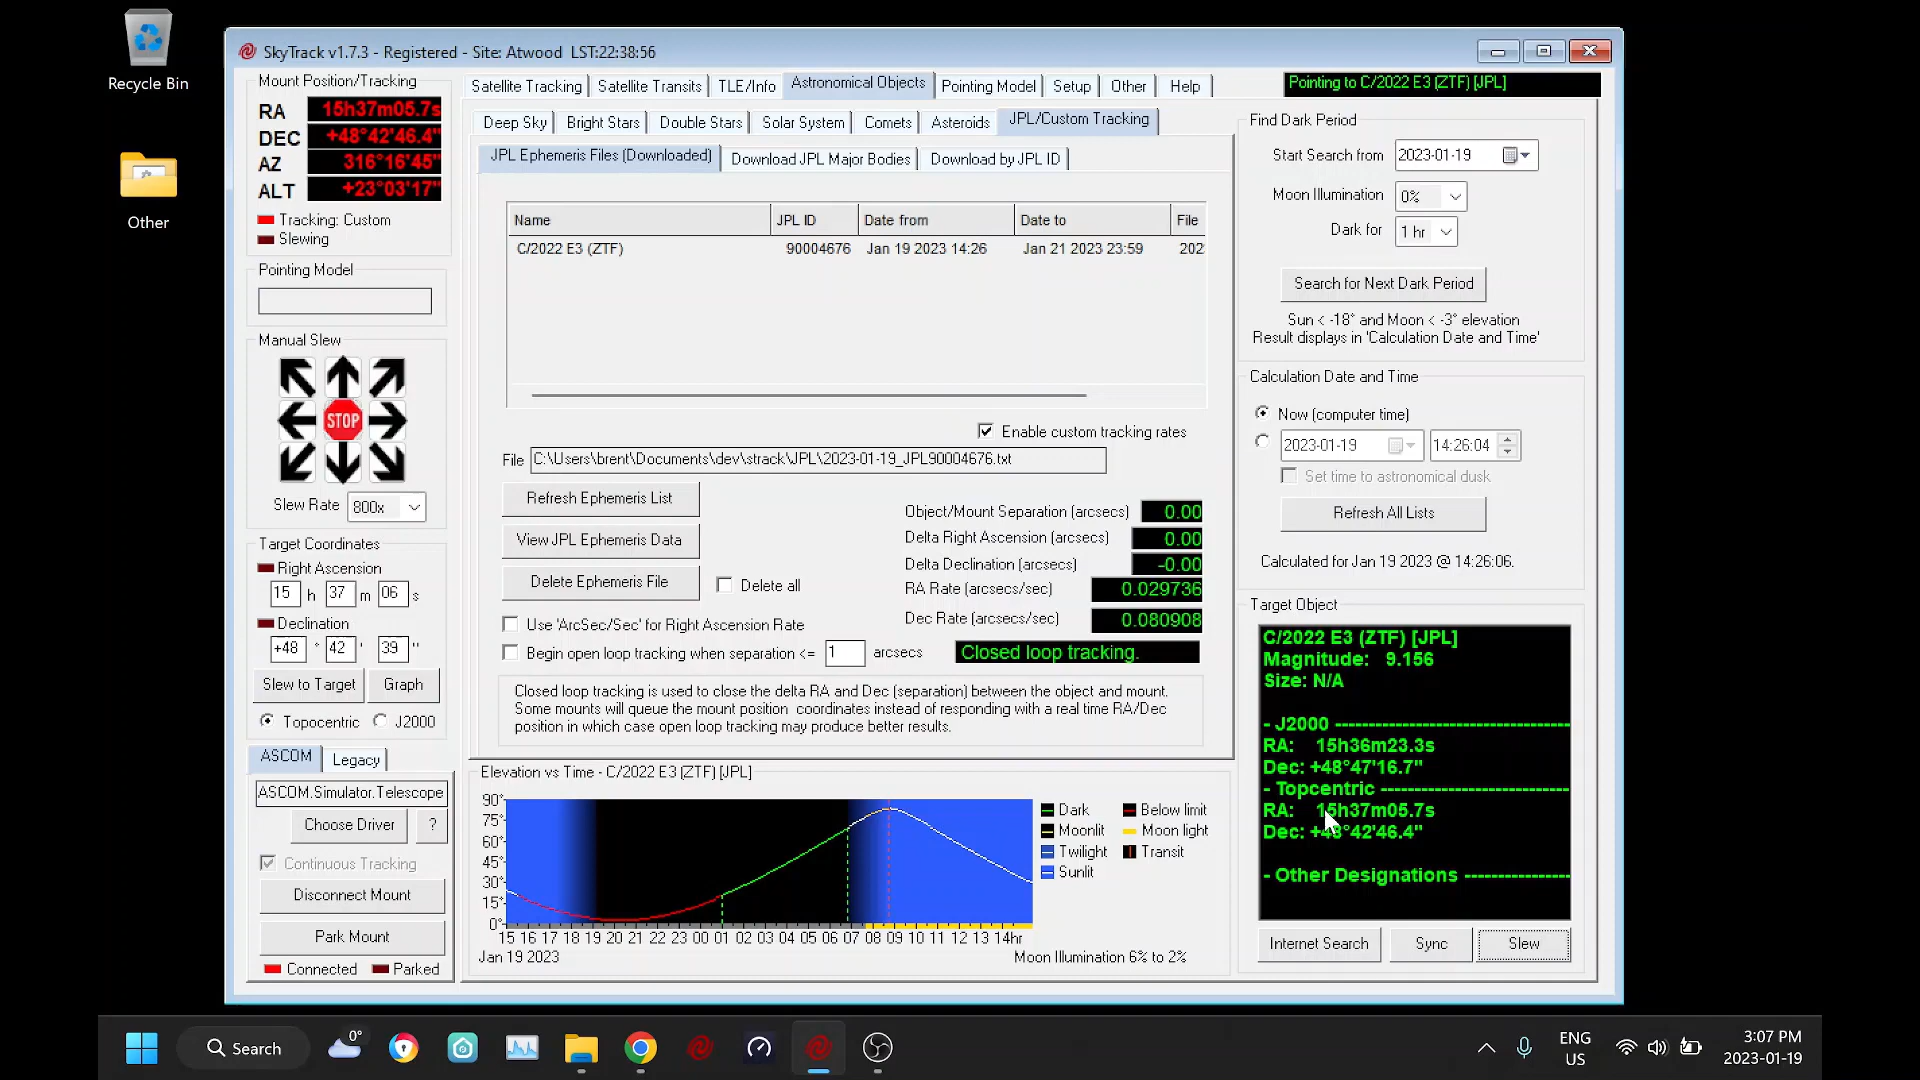 Recycle Bin
Other
SkyTrack v1.7.3 - Registered - Site: Atwood  LST:22:38:56
Mount Position/Tracking
RA 15h37m05.7s
DEC +48°42'46.4"
AZ 316°16'45"
ALT +23°03'17"
Tracking: Custom
Slewing
Pointing Model
Manual Slew
STOP
Slew Rate 800x
Target Coordinates
Right Ascension
15 h 37 m 06 s
Declination
+48 ° 42 ' 39 "
Slew to Target Graph
Topocentric J2000
ASCOM Legacy
ASCOM.Simulator.Telescope
Choose Driver ?
Continuous Tracking
Disconnect Mount
Park Mount
Connected Parked
Satellite Tracking Satellite Transits TLE/Info Astronomical Objects Pointing Model Setup Other Help
Deep Sky Bright Stars Double Stars Solar System Comets Asteroids JPL/Custom Tracking
JPL Ephemeris Files (Downloaded) Download JPL Major Bodies Download by JPL ID
Name JPL ID Date from Date to File
C/2022 E3 (ZTF) 90004676 Jan 19 2023 14:26 Jan 21 2023 23:59 202
Enable custom tracking rates
File C:\Users\brent\Documents\dev\strack\JPL\2023-01-19_JPL90004676.txt
Refresh Ephemeris List
View JPL Ephemeris Data
Delete Ephemeris File Delete all
Object/Mount Separation (arcsecs) 0.00
Delta Right Ascension (arcsecs) 0.00
Delta Declination (arcsecs) -0.00
RA Rate (arcsecs/sec) 0.029736
Dec Rate (arcsecs/sec) 0.080908
Use 'ArcSec/Sec' for Right Ascension Rate
Begin open loop tracking when separation <= 1 arcsecs
Closed loop tracking.
Closed loop tracking is used to close the delta RA and Dec (separation) between the object and mount.
Some mounts will queue the mount position coordinates instead of responding with a real time RA/Dec
position in which case open loop tracking may produce better results.
Elevation vs Time - C/2022 E3 (ZTF) [JPL]
90°
75°
60°
45°
30°
15°
0°
15 16 17 18 19 20 21 22 23 00 01 02 03 04 05 06 07 08 09 10 11 12 13 14hr
Jan 19 2023
Moon Illumination 6% to 2%
Dark Below limit
Moonlit Moon light
Twilight Transit
Sunlit
Pointing to C/2022 E3 (ZTF) [JPL]
Find Dark Period
Start Search from 2023-01-19
Moon Illumination 0%
Dark for 1 hr
Search for Next Dark Period
Sun < -18° and Moon < -3° elevation
Result displays in 'Calculation Date and Time'
Calculation Date and Time
Now (computer time)
2023-01-19 14:26:04
Set time to astronomical dusk
Refresh All Lists
Calculated for Jan 19 2023 @ 14:26:06.
Target Object
C/2022 E3 (ZTF) [JPL]
Magnitude: 9.156
Size: N/A
- J2000 ------------------------------------
RA: 15h36m23.3s
Dec: +48°47'16.7"
- Topcentric -----------------------------
RA: 15h37m05.7s
Dec: +48°42'46.4"
- Other Designations ----------------
Internet Search Sync Slew
0° Search
ENG
US
3:07 PM
2023-01-19